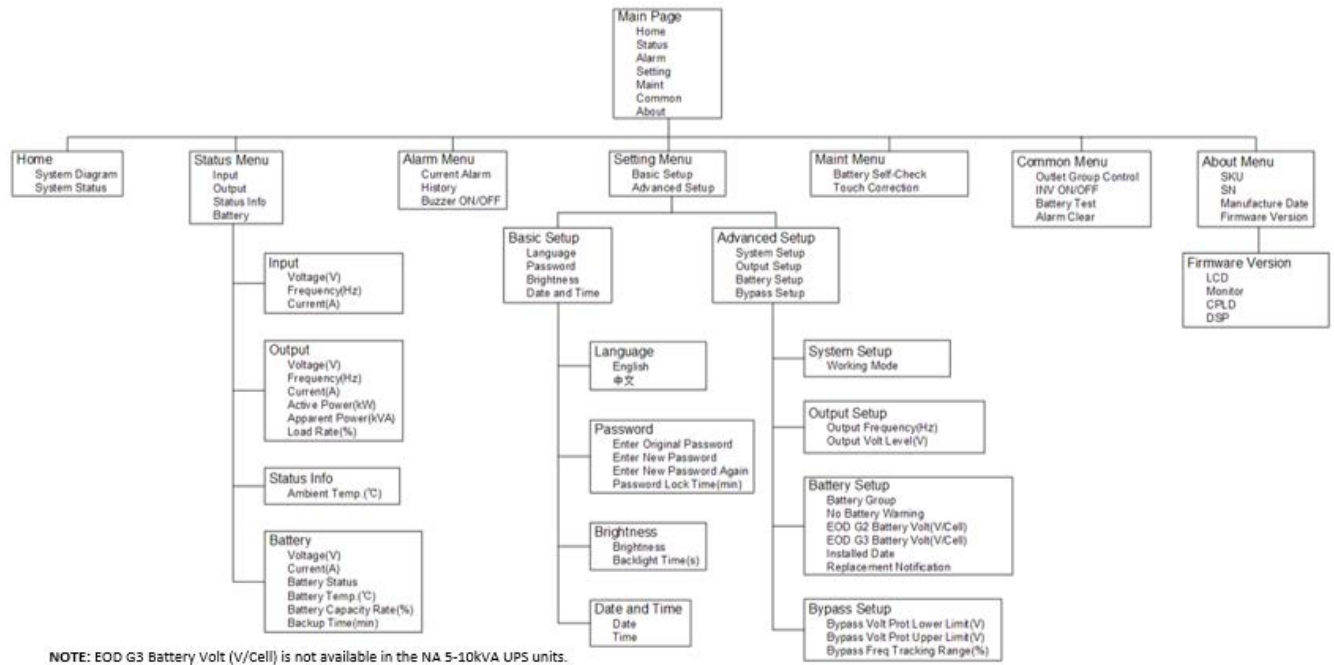 Main Page
Home
Status
Alarm
Setting
Maint
Common
About
Home
System Diagram
System Status
Status Menu
Input
Output
Status Info
Battery
Alarm Menu
Current Alarm
History
Buzzer ON/OFF
Setting Menu
Basic Setup
Advanced Setup
Maint Menu
Battery Self-Check
Touch Correction
Common Menu
Outlet Group Control
INV ON/OFF
Battery Test
Alarm Clear
About Menu
SKU
SN
Manufacture Date
Firmware Version
Input
Voltage(V)
Frequency(Hz)
Current(A)
Output
Voltage(V)
Frequency(Hz)
Current(A)
Active Power(kW)
Apparent Power(kVA)
Load Rate(%)
Status Info
Ambient Temp.(℃)
Battery
Voltage(V)
Current(A)
Battery Status
Battery Temp.(℃)
Battery Capacity Rate(%)
Backup Time(min)
Basic Setup
Language
Password
Brightness
Date and Time
Language
English
中文
Password
Enter Original Password
Enter New Password
Enter New Password Again
Password Lock Time(min)
Brightness
Brightness
Backlight Time(s)
Date and Time
Date
Time
Advanced Setup
System Setup
Output Setup
Battery Setup
Bypass Setup
System Setup
Working Mode
Output Setup
Output Frequency(Hz)
Output Volt Level(V)
Battery Setup
Battery Group
No Battery Warning
EOD G2 Battery Volt(V/Cell)
EOD G3 Battery Volt(V/Cell)
Installed Date
Replacement Notification
Bypass Setup
Bypass Volt Prot Lower Limit(V)
Bypass Volt Prot Upper Limit(V)
Bypass Freq Tracking Range(%)
Firmware Version
LCD
Monitor
CPLD
DSP
NOTE: EOD G3 Battery Volt (V/Cell) is not available in the NA 5-10kVA UPS units.